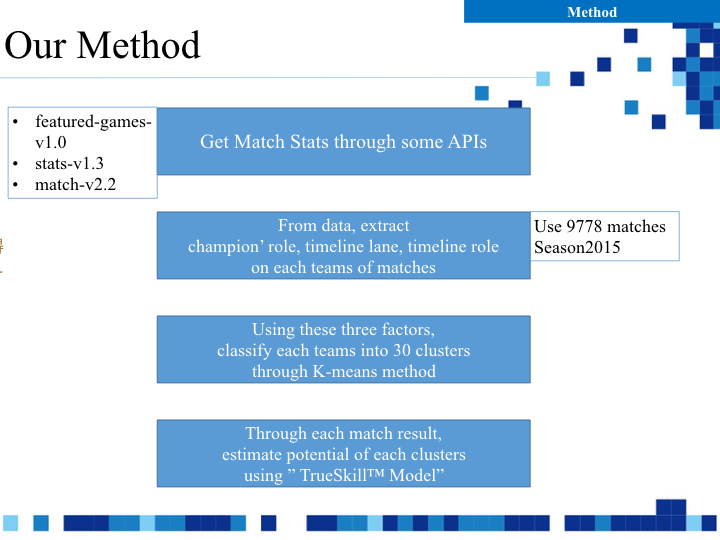 Method
Our Method
• featured-games-
v1.0
• stats-v1.3
• match-v2.2
Get Match Stats through some APIs
From data, extract
champion’ role, timeline lane, timeline role
on each teams of matches
Use 9778 matches
Season2015
Using these three factors,
classify each teams into 30 clusters
through K-means method
Through each match result,
estimate potential of each clusters
using ” TrueSkill™ Model”